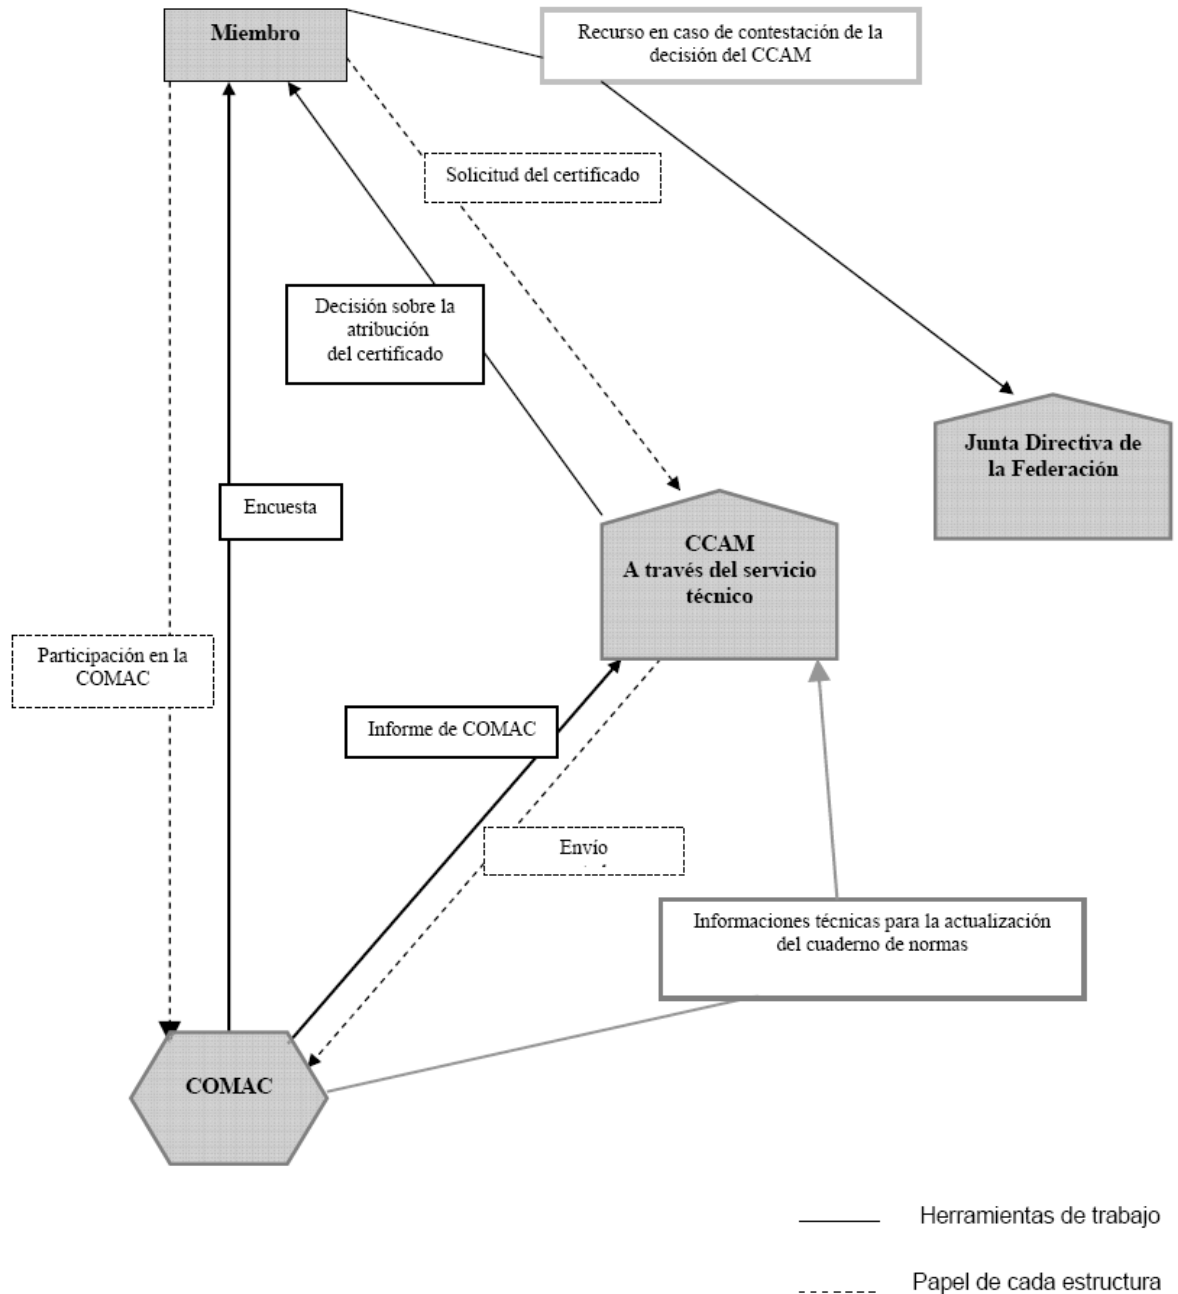 Miembro
Recurso en caso de contestación de la
decisión del CCAM
Solicitud del certificado
Decisión sobre la
atribución
del certificado
Junta Directiva de
la Federación
Encuesta
CCAM
A través del servicio
técnico
Participación en la
COMAC
Informe de COMAC
Envío
Informaciones técnicas para la actualización
del cuaderno de normas
COMAC
Herramientas de trabajo
Papel de cada estructura